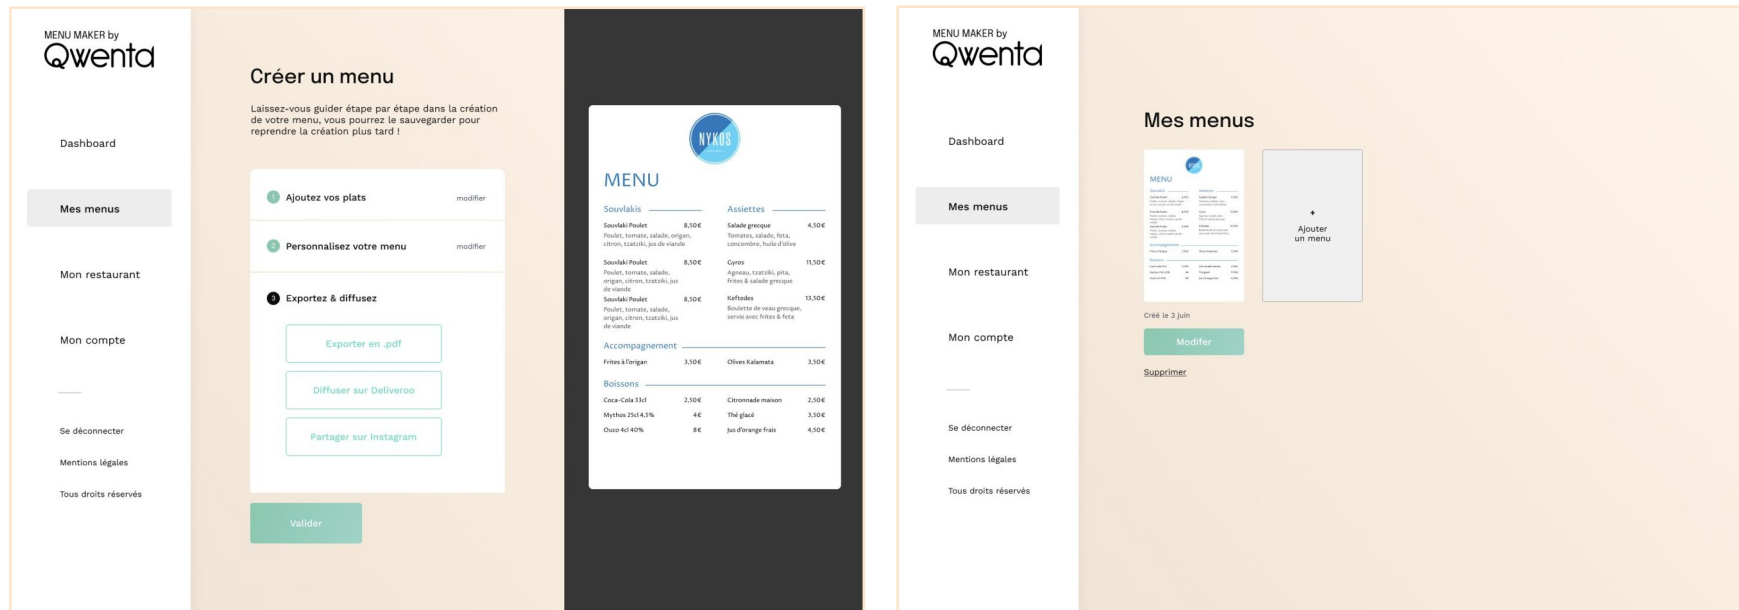 MENU MAKER by
Qwenta
Dashboard
Mes menus
Mon restaurant
Mon compte
Se déconnecter
Mentions légales
Tous droits réservés
Créer un menu
Laissez-vous guider étape par étape dans la création
de votre menu, vous pourrez le sauvegarder pour
reprendre la création plus tard !
1 Ajoutez vos plats modifier
2 Personnalisez votre menu modifier
3 Exportez & diffusez
Exporter en .pdf
Diffuser sur Deliveroo
Partager sur Instagram
Valider
NYKOS
MENU
Souvlakis
Souvlaki Poulet 8,50€
Poulet, tomate, salade, origan,
citron, tzatziki, jus de viande
Souvlaki Poulet 8,50€
Poulet, tomate, salade,
origan, citron, tzatziki, jus
de viande
Souvlaki Poulet 8,50€
Poulet, tomate, salade,
origan, citron, tzatziki, jus
de viande
Assiettes
Salade grecque 4,50€
Tomates, salade, feta,
concombre, huile d'olive
Gyros 11,50€
Agneau, tzatziki, pita,
frites & salade grecque
Keftedes 13,50€
Boulette de veau grecque,
servie avec frites & feta
Accompagnement
Frites à l'origan 3,50€ Olives Kalamata 3,50€
Boissons
Coca-Cola 33cl 2,50€ Citronnade maison 2,50€
Mythos 25cl 4,5% 4€ Thé glacé 3,50€
Ouzo 4cl 40% 8€ Jus d'orange frais 4,50€
MENU MAKER by
Qwenta
Dashboard
Mes menus
Mon restaurant
Mon compte
Se déconnecter
Mentions légales
Tous droits réservés
Mes menus
MENU
Souvlakis
Assiettes
Accompagnement
Boissons
+
Ajouter
un menu
Créé le 3 juin
Modifer
Supprimer